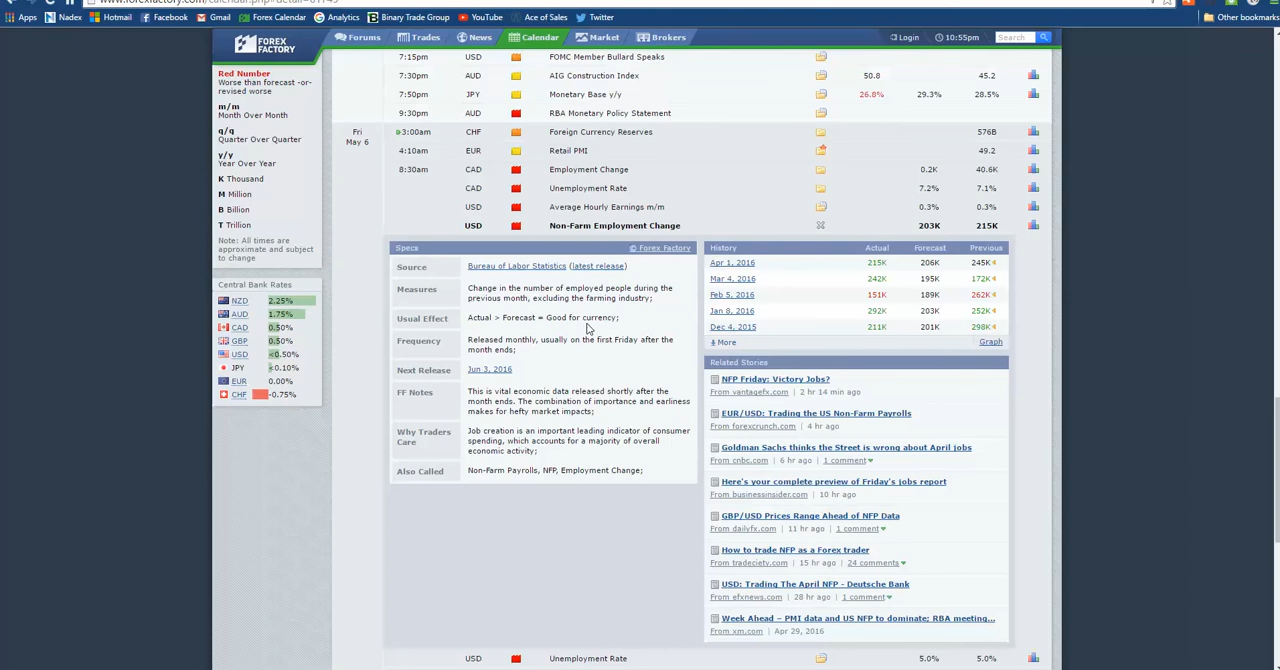 Apps Nadex Hotmail Facebook Gmail Forex Calendar Analytics Binary Trade Group YouTube Ace of Sales Twitter Other bookmarks
FOREX FACTORY Forums Trades News Calendar Market Brokers Login 10:55pm Search
Red Number
Worse than forecast -or-
revised worse
m/m
Month Over Month
q/q
Quarter Over Quarter
y/y
Year Over Year
K Thousand
M Million
B Billion
T Trillion
Note: All times are
approximate and subject
to change
Central Bank Rates
NZD 2.25%
AUD 1.75%
CAD 0.50%
GBP 0.50%
USD <0.50%
JPY <0.10%
EUR 0.00%
CHF -0.75%
7:15pm USD FOMC Member Bullard Speaks
7:30pm AUD AIG Construction Index 50.8 45.2
7:50pm JPY Monetary Base y/y 26.8% 29.3% 28.5%
9:30pm AUD RBA Monetary Policy Statement
Fri
May 6
3:00am CHF Foreign Currency Reserves 576B
4:10am EUR Retail PMI 49.2
8:30am CAD Employment Change 0.2K 40.6K
CAD Unemployment Rate 7.2% 7.1%
USD Average Hourly Earnings m/m 0.3% 0.3%
USD Non-Farm Employment Change 203K 215K
Specs © Forex Factory
Source Bureau of Labor Statistics (latest release)
Measures Change in the number of employed people during the
previous month, excluding the farming industry;
Usual Effect Actual > Forecast = Good for currency;
Frequency Released monthly, usually on the first Friday after the
month ends;
Next Release Jun 3, 2016
FF Notes This is vital economic data released shortly after the
month ends. The combination of importance and earliness
makes for hefty market impacts;
Why Traders
Care
Job creation is an important leading indicator of consumer
spending, which accounts for a majority of overall
economic activity;
Also Called Non-Farm Payrolls, NFP, Employment Change;
History Actual Forecast Previous
Apr 1, 2016 215K 206K 245K
Mar 4, 2016 242K 195K 172K
Feb 5, 2016 151K 189K 262K
Jan 8, 2016 292K 203K 252K
Dec 4, 2015 211K 201K 298K
More Graph
Related Stories
NFP Friday: Victory Jobs?
From vantagefx.com | 2 hr 14 min ago
EUR/USD: Trading the US Non-Farm Payrolls
From forexcrunch.com | 4 hr ago
Goldman Sachs thinks the Street is wrong about April jobs
From cnbc.com | 6 hr ago | 1 comment
Here's your complete preview of Friday's jobs report
From businessinsider.com | 10 hr ago
GBP/USD Prices Range Ahead of NFP Data
From dailyfx.com | 11 hr ago | 1 comment
How to trade NFP as a Forex trader
From tradeciety.com | 15 hr ago | 24 comments
USD: Trading The April NFP - Deutsche Bank
From efxnews.com | 28 hr ago | 1 comment
Week Ahead – PMI data and US NFP to dominate; RBA meeting...
From xm.com | Apr 29, 2016
USD Unemployment Rate 5.0% 5.0%